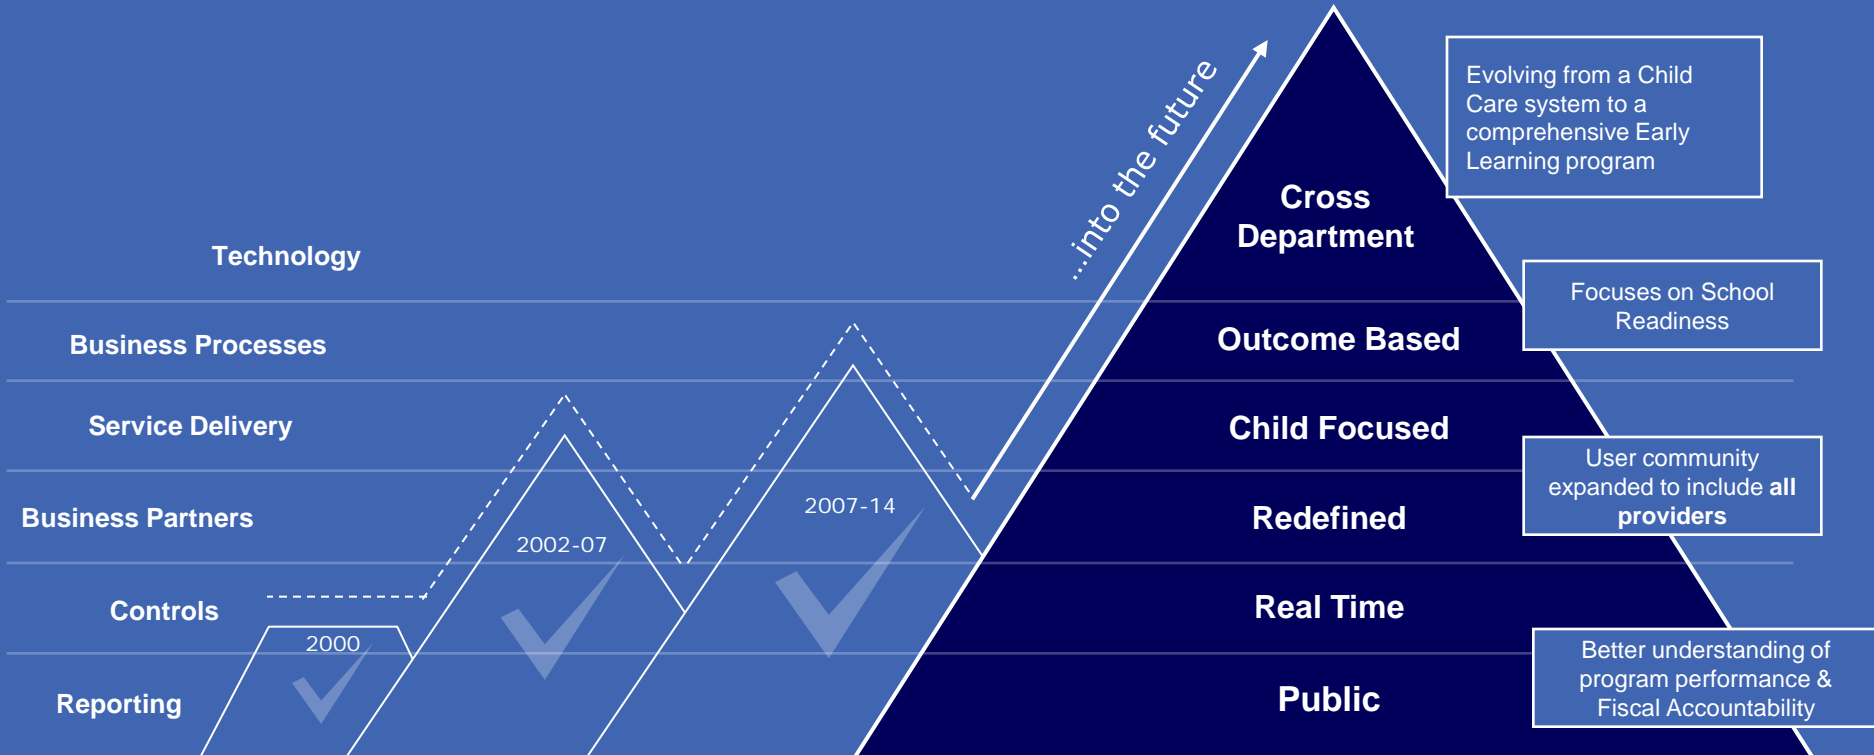 Technology
Business Processes
Service Delivery
Business Partners
Controls
Reporting
2000
2002-07
2007-14
...into the future
Cross
Department
Outcome Based
Child Focused
Redefined
Real Time
Public
Evolving from a Child
Care system to a
comprehensive Early
Learning program
Focuses on School
Readiness
User community
expanded to include all
providers
Better understanding of
program performance &
Fiscal Accountability